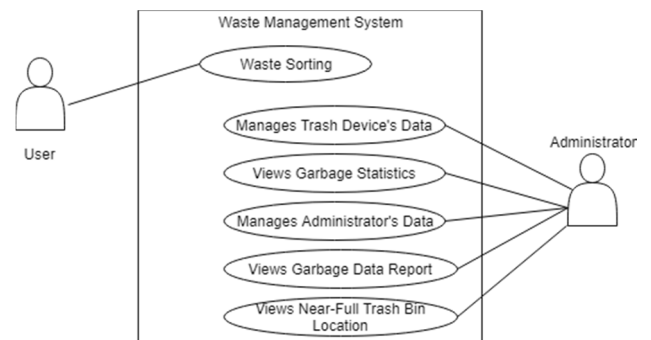 Waste Management System
Waste Sorting
User
Manages Trash Device's Data
Administrator
Views Garbage Statistics
Manages Administrator's Data
Views Garbage Data Report
Views Near-Full Trash Bin
Location